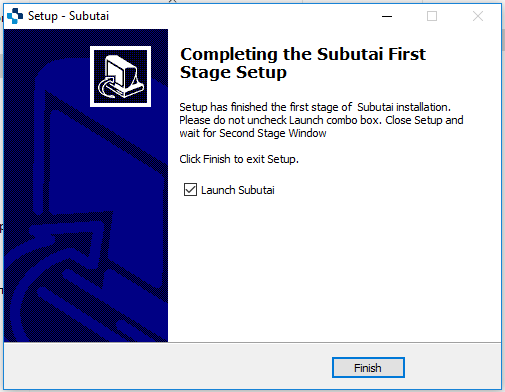 Setup - Subutai
Completing the Subutai First
Stage Setup
Setup has finished the first stage of Subutai installation.
Please do not uncheck Launch combo box. Close Setup and
wait for Second Stage Window
Click Finish to exit Setup.
Launch Subutai
Finish